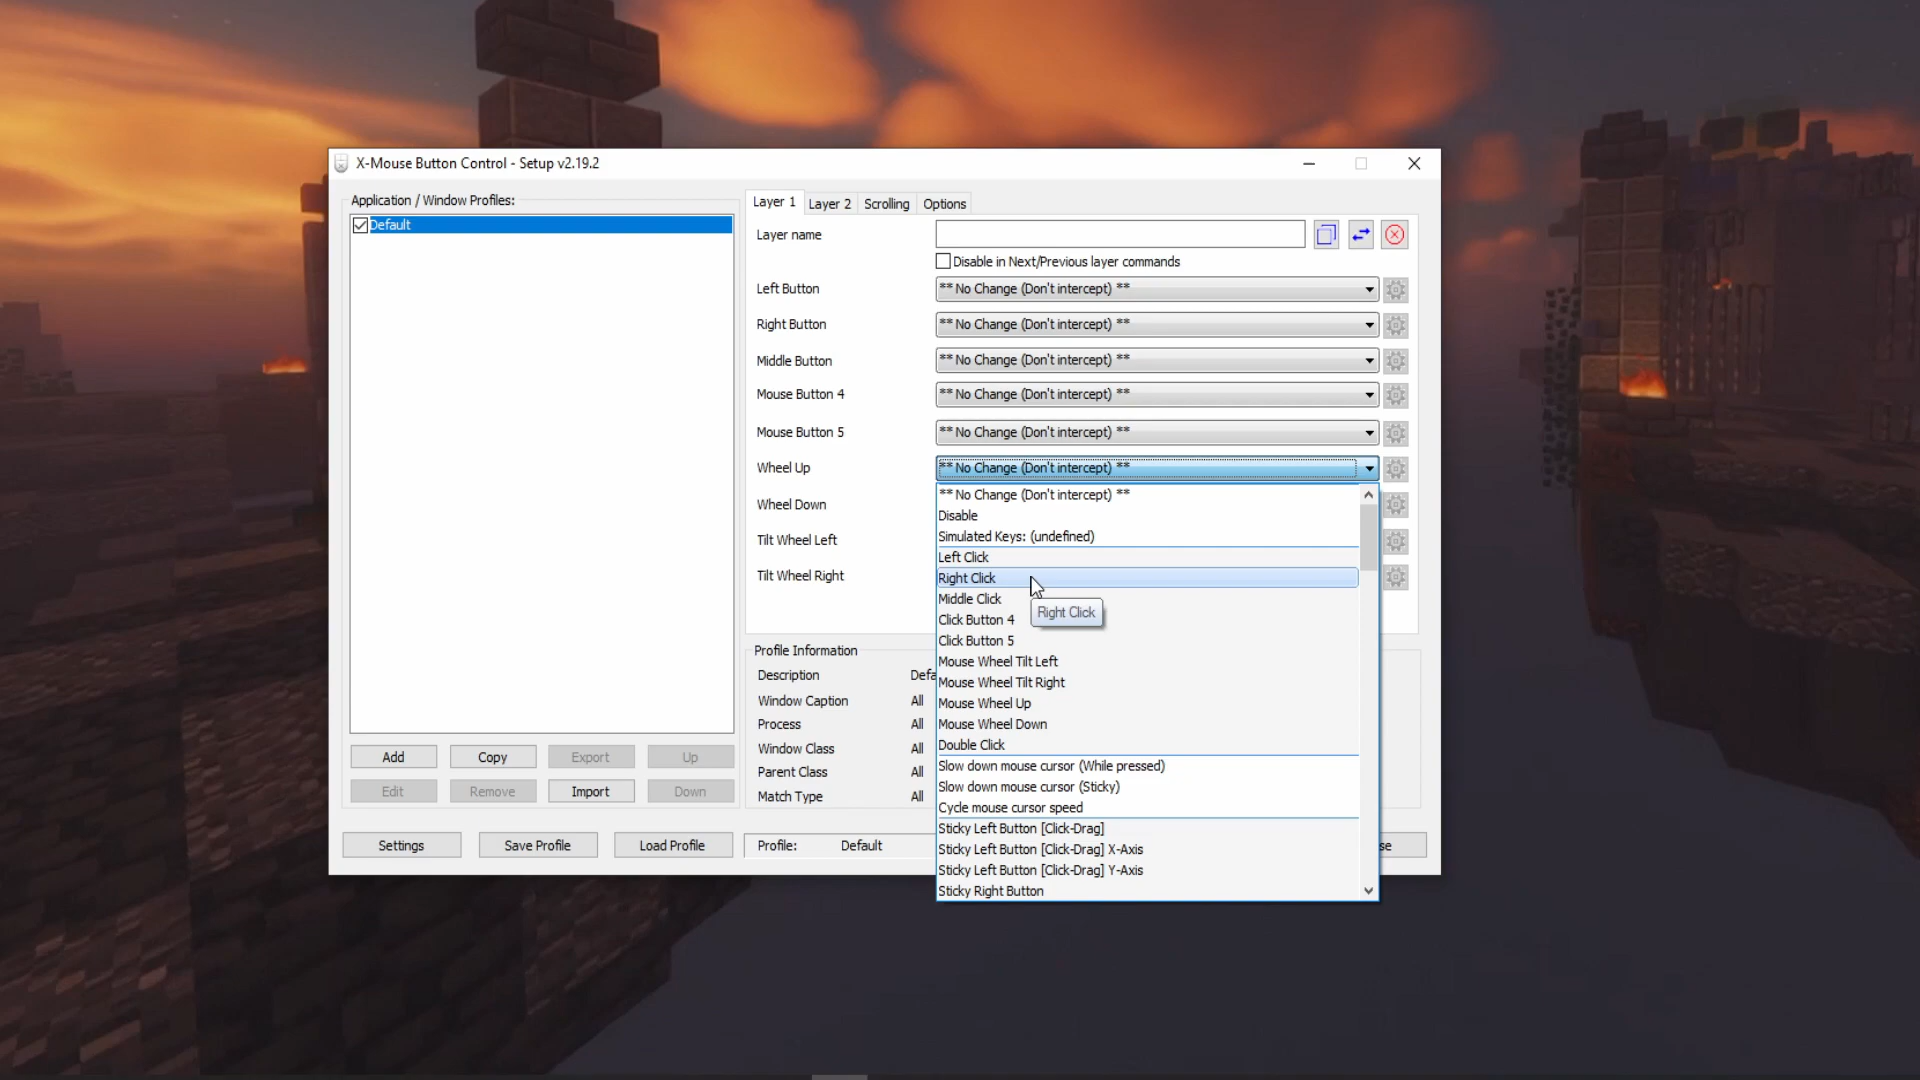 X-Mouse Button Control - Setup v2.19.2
Application / Window Profiles:
Default
Add
Copy
Export
Up
Edit
Remove
Import
Down
Settings
Save Profile
Load Profile
Layer 1
Layer 2
Scrolling
Options
Layer name
Disable in Next/Previous layer commands
Left Button
** No Change (Don't intercept) **
Right Button
** No Change (Don't intercept) **
Middle Button
** No Change (Don't intercept) **
Mouse Button 4
** No Change (Don't intercept) **
Mouse Button 5
** No Change (Don't intercept) **
Wheel Up
** No Change (Don't intercept) **
Wheel Down
Tilt Wheel Left
Tilt Wheel Right
** No Change (Don't intercept) **
Disable
Simulated Keys: (undefined)
Left Click
Right Click
Middle Click
Click Button 4
Click Button 5
Mouse Wheel Tilt Left
Mouse Wheel Tilt Right
Mouse Wheel Up
Mouse Wheel Down
Double Click
Slow down mouse cursor (While pressed)
Slow down mouse cursor (Sticky)
Cycle mouse cursor speed
Sticky Left Button [Click-Drag]
Sticky Left Button [Click-Drag] X-Axis
Sticky Left Button [Click-Drag] Y-Axis
Sticky Right Button
Right Click
Profile Information
Description
Defa
Window Caption
All
Process
All
Window Class
All
Parent Class
All
Match Type
All
Profile:
Default
se